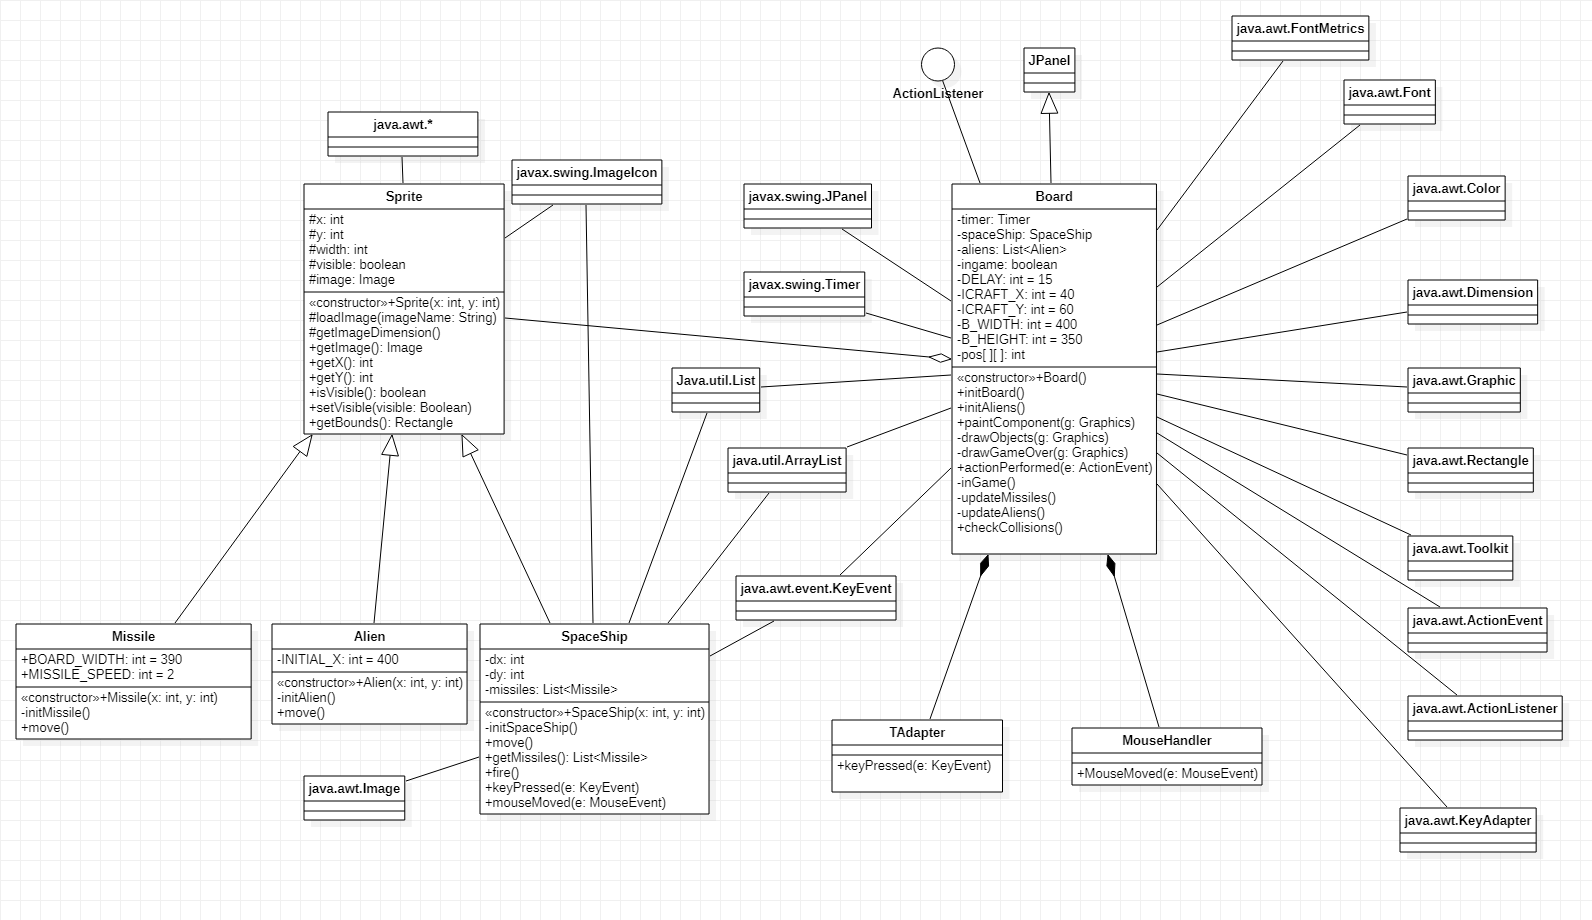 java.awt.FontMetrics
JPanel
ActionListener
java.awt.Font
java.awt.*
javax.swing.ImageIcon
Sprite
#x: int
#y: int
#width: int
#visible: boolean
#image: Image
«constructor»+Sprite(x: int, y: int)
#loadImage(imageName: String)
#getImageDimension()
+getImage(): Image
+getX(): int
+getY(): int
+isVisible(): boolean
+setVisible(visible: Boolean)
+getBounds(): Rectangle
javax.swing.JPanel
javax.swing.Timer
Java.util.List
java.util.ArrayList
java.awt.event.KeyEvent
Board
-timer: Timer
-spaceShip: SpaceShip
-aliens: List<Alien>
-ingame: boolean
-DELAY: int = 15
-ICRAFT_X: int = 40
-ICRAFT_Y: int = 60
-B_WIDTH: int = 400
-B_HEIGHT: int = 350
-pos[ ][ ]: int
«constructor»+Board()
+initBoard()
+initAliens()
+paintComponent(g: Graphics)
-drawObjects(g: Graphics)
-drawGameOver(g: Graphics)
+actionPerformed(e: ActionEvent)
-inGame()
-updateMissiles()
-updateAliens()
+checkCollisions()
java.awt.Color
java.awt.Dimension
java.awt.Graphic
java.awt.Rectangle
java.awt.Toolkit
java.awt.ActionEvent
java.awt.ActionListener
java.awt.KeyAdapter
Missile
+BOARD_WIDTH: int = 390
+MISSILE_SPEED: int = 2
«constructor»+Missile(x: int, y: int)
-initMissile()
+move()
Alien
-INITIAL_X: int = 400
«constructor»+Alien(x: int, y: int)
-initAlien()
+move()
SpaceShip
-dx: int
-dy: int
-missiles: List<Missile>
«constructor»+SpaceShip(x: int, y: int)
-initSpaceShip()
+move()
+getMissiles(): List<Missile>
+fire()
+keyPressed(e: KeyEvent)
+mouseMoved(e: MouseEvent)
java.awt.Image
TAdapter
+keyPressed(e: KeyEvent)
MouseHandler
+MouseMoved(e: MouseEvent)